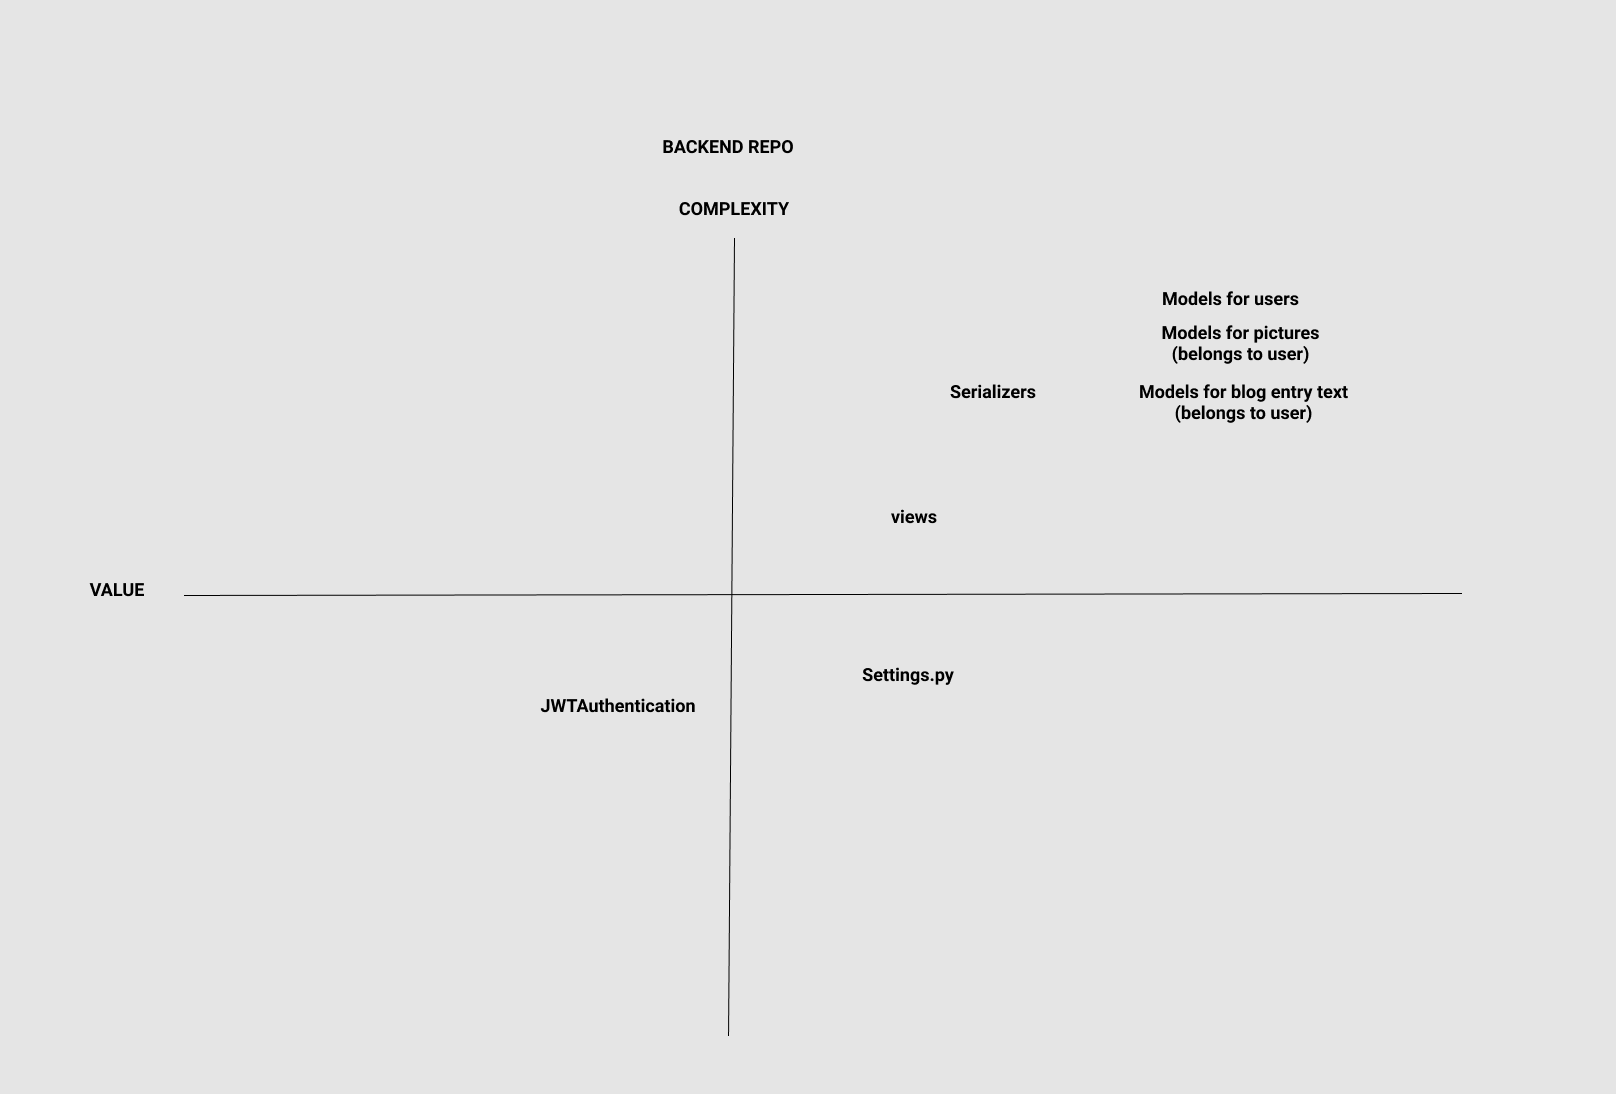 BACKEND REPO
COMPLEXITY
Models for users
Models for pictures
(belongs to user)
Serializers
Models for blog entry text
(belongs to user)
views
VALUE
Settings.py
JWTAuthentication